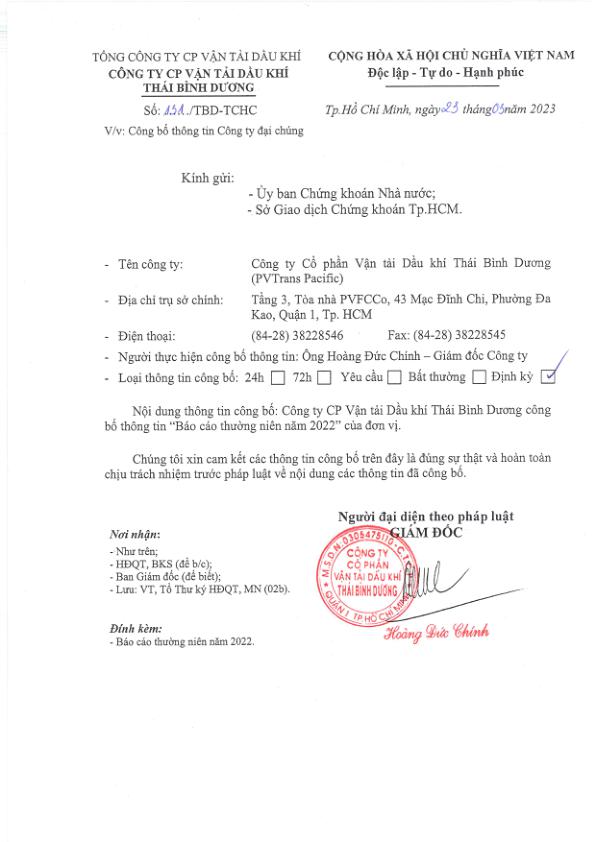 TỔNG CÔNG TY CP VẬN TẢI DẦU KHÍ
CÔNG TY CP VẬN TẢI DẦU KHÍ
THÁI BÌNH DƯƠNG
Số: 151./TBD-TCHC
V/v: Công bố thông tin Công ty đại chúng
CỘNG HÒA XÃ HỘI CHỦ NGHĨA VIỆT NAM
Độc lập - Tự do - Hạnh phúc
Tp.Hồ Chí Minh, ngày 23 tháng 03 năm 2023
Kính gửi:
- Ủy ban Chứng khoán Nhà nước;
- Sở Giao dịch Chứng khoán Tp.HCM.
- Tên công ty: Công ty Cổ phần Vận tải Dầu khí Thái Bình Dương
(PVTrans Pacific)
- Địa chỉ trụ sở chính: Tầng 3, Tòa nhà PVFCCo, 43 Mạc Đĩnh Chi, Phường Đa
Kao, Quận 1, Tp. HCM
- Điện thoại: (84-28) 38228546 Fax: (84-28) 38228545
- Người thực hiện công bố thông tin: Ông Hoàng Đức Chinh – Giám đốc Công ty
- Loại thông tin công bố: 24h 72h Yêu cầu Bất thường Định kỳ
Nội dung thông tin công bố: Công ty CP Vận tải Dầu khí Thái Bình Dương công
bố thông tin “Báo cáo thường niên năm 2022” của đơn vị.
Chúng tôi xin cam kết các thông tin công bố trên đây là đúng sự thật và hoàn toàn
chịu trách nhiệm trước pháp luật về nội dung các thông tin đã công bố.
Người đại diện theo pháp luật
GIÁM ĐỐC
M.S.D.N.0305475110-C.T.
CÔNG TY
CỔ PHẦN
VẬN TẢI DẦU KHÍ
THÁI BÌNH DƯƠNG
QUẬN 1 TP HỒ CHÍ MINH
Hoàng Đức Chính
Nơi nhận:
- Như trên;
- HĐQT, BKS (để b/c);
- Ban Giám đốc (để biết);
- Lưu: VT, Tổ Thư ký HĐQT, MN (02b).
Đính kèm:
- Báo cáo thường niên năm 2022.